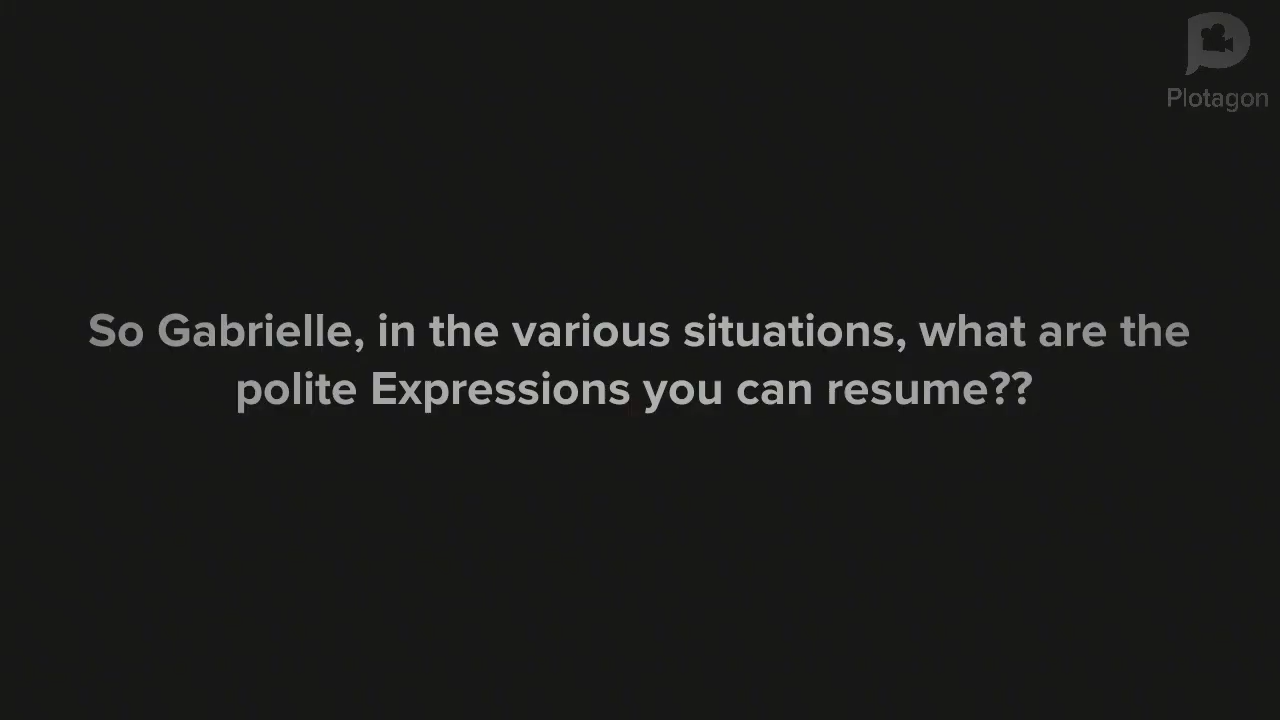 Plotagon
So Gabrielle, in the various situations, what are the
polite Expressions you can resume??